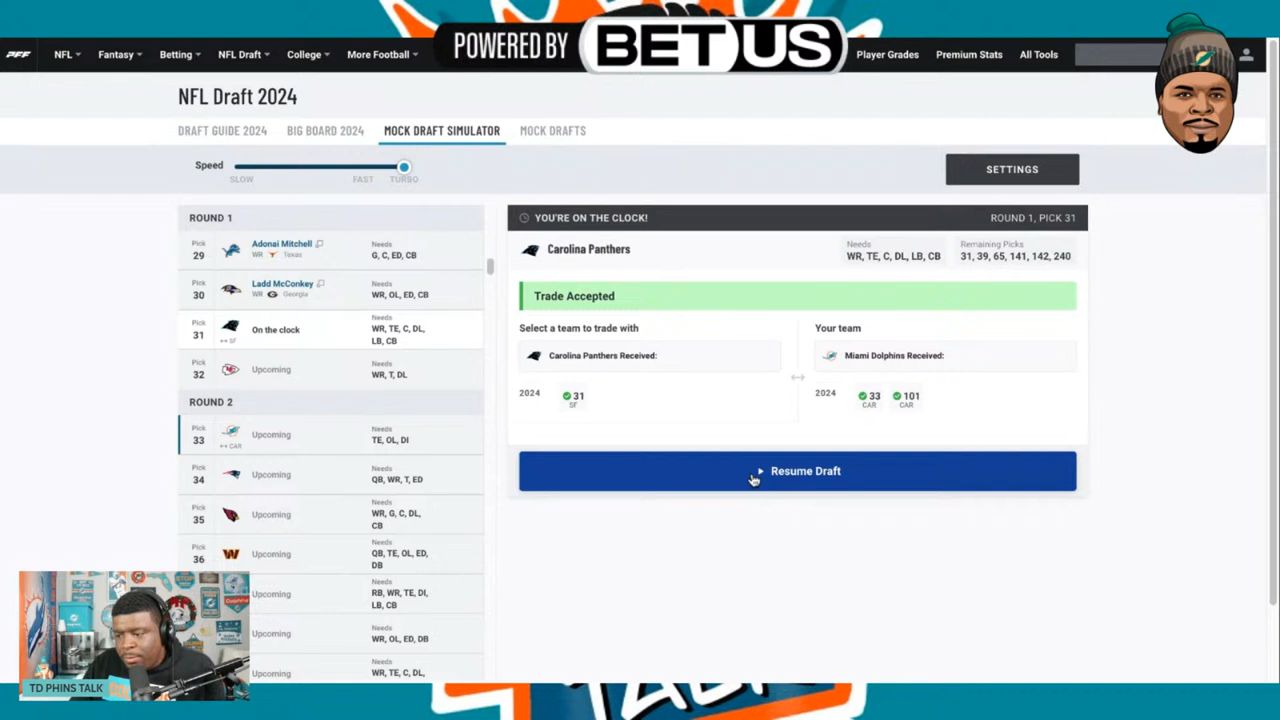 POWERED BY BET US
PFF NFL Fantasy Betting NFL Draft College More Football Player Grades Premium Stats All Tools
NFL Draft 2024
DRAFT GUIDE 2024 BIG BOARD 2024 MOCK DRAFT SIMULATOR MOCK DRAFTS
Speed
SLOW FAST TURBO
SETTINGS
ROUND 1
Pick 29
Adonai Mitchell
WR Texas
Needs
G, C, ED, CB
Pick 30
Ladd McConkey
WR Georgia
Needs
WR, OL, ED, CB
Pick 31
SF
On the clock
Needs
WR, TE, C, DL,
LB, CB
Pick 32
Upcoming
Needs
WR, T, DL
ROUND 2
Pick 33
CAR
Upcoming
Needs
TE, OL, DI
Pick 34
Upcoming
Needs
QB, WR, T, ED
Pick 35
Upcoming
Needs
WR, G, C, DL,
CB
Pick 36
Upcoming
Needs
QB, TE, OL, ED,
DB
Upcoming
Needs
RB, WR, TE, DI,
LB, CB
Upcoming
Needs
WR, OL, ED, DB
Upcoming
Needs
WR, TE, C, DL,
YOU'RE ON THE CLOCK! ROUND 1, PICK 31
Carolina Panthers
Needs
WR, TE, C, DL, LB, CB
Remaining Picks
31, 39, 65, 141, 142, 240
Trade Accepted
Select a team to trade with
Carolina Panthers Received:
2024 31
SF
Your team
Miami Dolphins Received:
2024 33 101
CAR CAR
Resume Draft
TD PHINS TALK
TALK